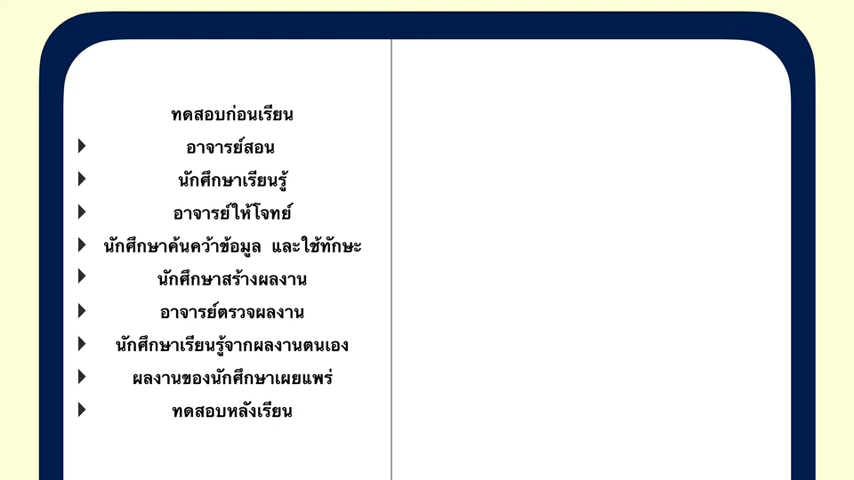 ทดสอบก่อนเรียน
อาจารย์สอน
นักศึกษาเรียนรู้
อาจารย์ให้โจทย์
นักศึกษาค้นคว้าข้อมูล และใช้ทักษะ
นักศึกษาสร้างผลงาน
อาจารย์ตรวจผลงาน
นักศึกษาเรียนรู้จากผลงานตนเอง
ผลงานของนักศึกษาเผยแพร่
ทดสอบหลังเรียน